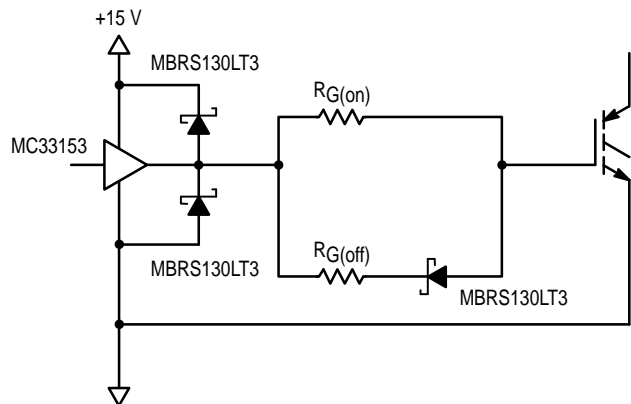 +15 V
MBRS130LT3
RG(on)
MC33153
RG(off)
MBRS130LT3
MBRS130LT3